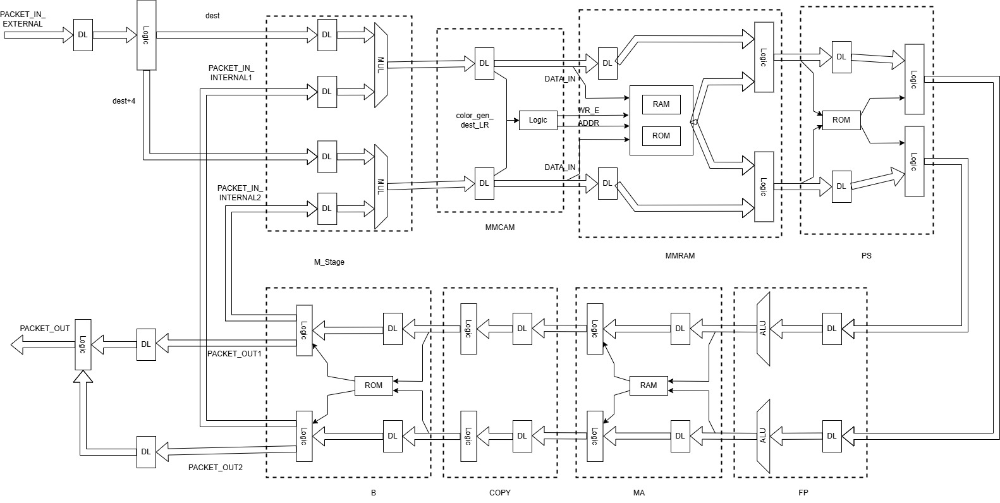 PACKET_IN_
EXTERNAL
DL
Logic
dest
dest+4
PACKET_IN_
INTERNAL1
PACKET_IN_
INTERNAL2
DL
DL
MUL
DL
DL
MUL
M_Stage
DL
color_gen_
dest_LR
Logic
DL
MMCAM
DATA_IN
WR_E
ADDR
DATA_IN
DL
RAM
ROM
DL
Logic
Logic
MMRAM
DL
ROM
DL
Logic
Logic
PS
PACKET_OUT
Logic
DL
DL
PACKET_OUT1
PACKET_OUT2
Logic
DL
ROM
Logic
DL
B
Logic
DL
Logic
DL
COPY
Logic
DL
RAM
Logic
DL
MA
ALU
DL
ALU
DL
FP